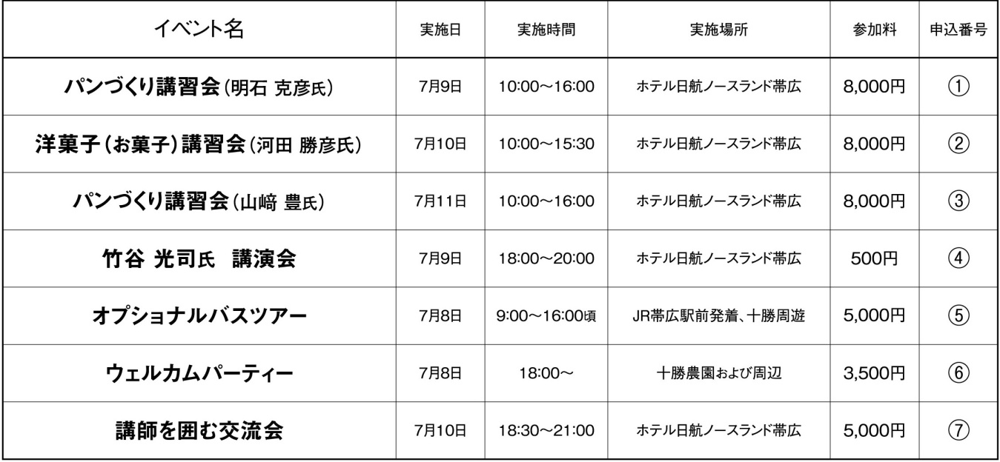 イベント名 実施日 実施時間 実施場所 参加料 申込番号
パンづくり講習会(明石 克彦氏) 7月9日 10:00〜16:00 ホテル日航ノースランド帯広 8,000円 ①
洋菓子(お菓子)講習会(河田 勝彦氏) 7月10日 10:00〜15:30 ホテル日航ノースランド帯広 8,000円 ②
パンづくり講習会(山﨑 豊氏) 7月11日 10:00〜16:00 ホテル日航ノースランド帯広 8,000円 ③
竹谷 光司氏 講演会 7月9日 18:00〜20:00 ホテル日航ノースランド帯広 500円 ④
オプショナルバスツアー 7月8日 9:00〜16:00頃 JR帯広駅前発着、十勝周遊 5,000円 ⑤
ウェルカムパーティー 7月8日 18:00〜 十勝農園および周辺 3,500円 ⑥
講師を囲む交流会 7月10日 18:30〜21:00 ホテル日航ノースランド帯広 5,000円 ⑦